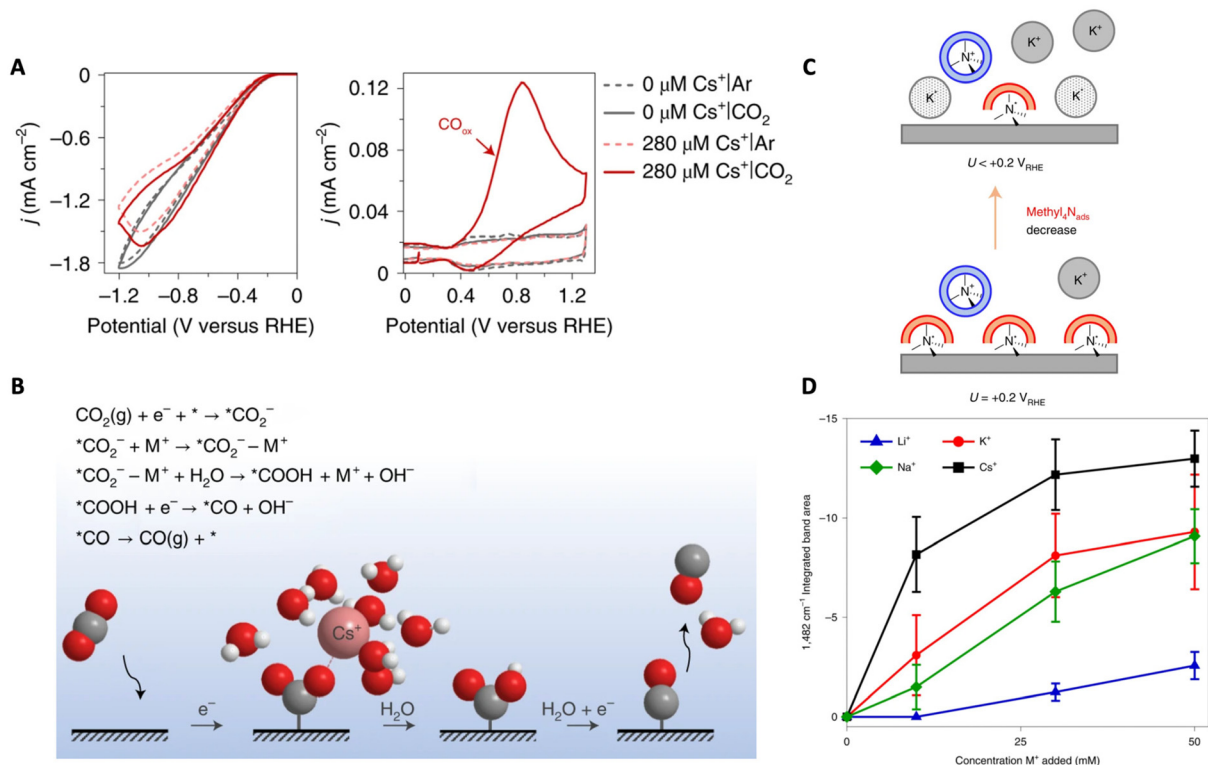 A
j (mA cm⁻²)
0
−0.6
−1.2
−1.8
−1.2 −0.8 −0.4 0
Potential (V versus RHE)
j (mA cm⁻²)
0.12
0.08
0.04
0
0 0.4 0.8 1.2
Potential (V versus RHE)
COox
0 µM Cs⁺|Ar
0 µM Cs⁺|CO₂
280 µM Cs⁺|Ar
280 µM Cs⁺|CO₂
B
CO₂(g) + e⁻ + * → *CO₂⁻
*CO₂⁻ + M⁺ → *CO₂⁻ – M⁺
*CO₂⁻ – M⁺ + H₂O → *COOH + M⁺ + OH⁻
*COOH + e⁻ → *CO + OH⁻
*CO → CO(g) + *
Cs⁺
e⁻
H₂O
H₂O + e⁻
C
K⁺
K⁺
N⁺
K⁺
N⁺
K⁺
U < +0.2 V_RHE
Methyl₄N_ads
decrease
N⁺
K⁺
N⁺
N⁺
N⁺
U = +0.2 V_RHE
D
1,482 cm⁻¹ Integrated band area
−15
−10
−5
0
Li⁺
K⁺
Na⁺
Cs⁺
0 25 50
Concentration M⁺ added (mM)